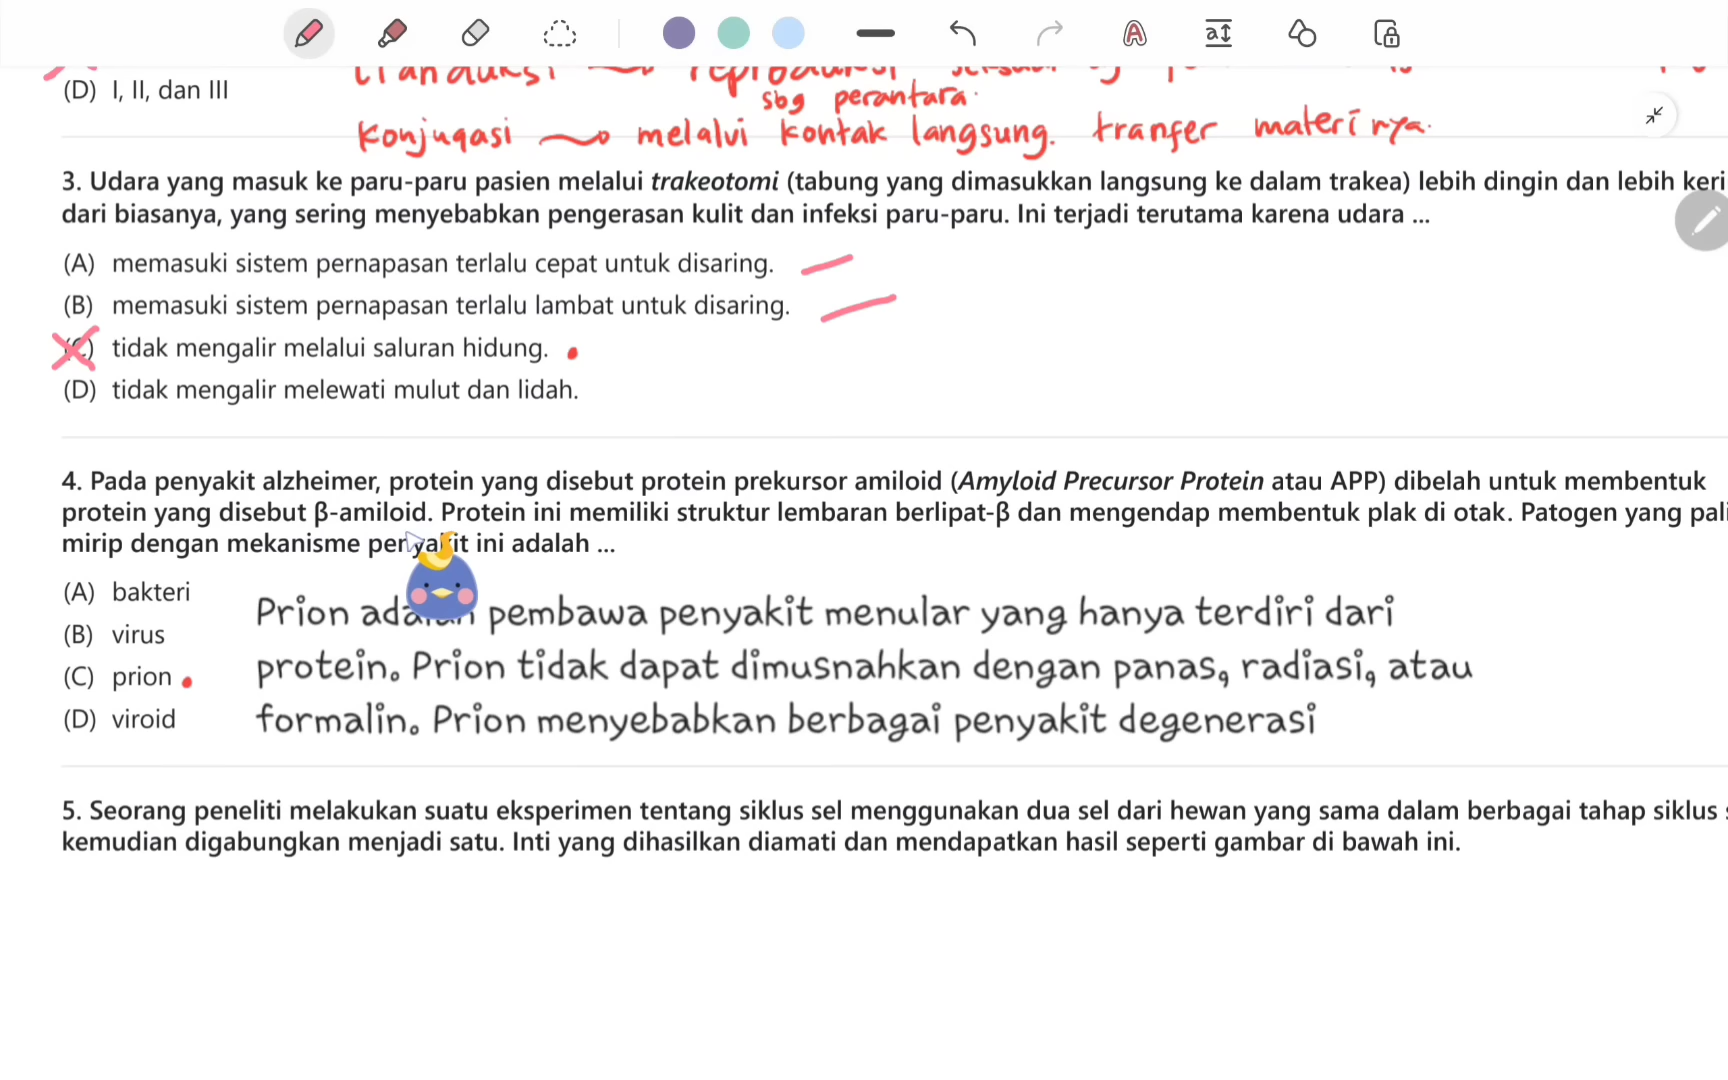 (D) I, II, dan III
sbg perantara
Konjugasi melalui kontak langsung. tranfer materinya.
3. Udara yang masuk ke paru-paru pasien melalui trakeotomi (tabung yang dimasukkan langsung ke dalam trakea) lebih dingin dan lebih keri
dari biasanya, yang sering menyebabkan pengerasan kulit dan infeksi paru-paru. Ini terjadi terutama karena udara ...
(A) memasuki sistem pernapasan terlalu cepat untuk disaring.
(B) memasuki sistem pernapasan terlalu lambat untuk disaring.
(C) tidak mengalir melalui saluran hidung.
(D) tidak mengalir melewati mulut dan lidah.
4. Pada penyakit alzheimer, protein yang disebut protein prekursor amiloid (Amyloid Precursor Protein atau APP) dibelah untuk membentuk
protein yang disebut β-amiloid. Protein ini memiliki struktur lembaran berlipat-β dan mengendap membentuk plak di otak. Patogen yang pali
mirip dengan mekanisme penyakit ini adalah ...
(A) bakteri
(B) virus
(C) prion
(D) viroid
Prion adalah pembawa penyakit menular yang hanya terdiri dari
protein. Prion tidak dapat dimusnahkan dengan panas, radiasi, atau
formalin. Prion menyebabkan berbagai penyakit degenerasi
5. Seorang peneliti melakukan suatu eksperimen tentang siklus sel menggunakan dua sel dari hewan yang sama dalam berbagai tahap siklus
kemudian digabungkan menjadi satu. Inti yang dihasilkan diamati dan mendapatkan hasil seperti gambar di bawah ini.